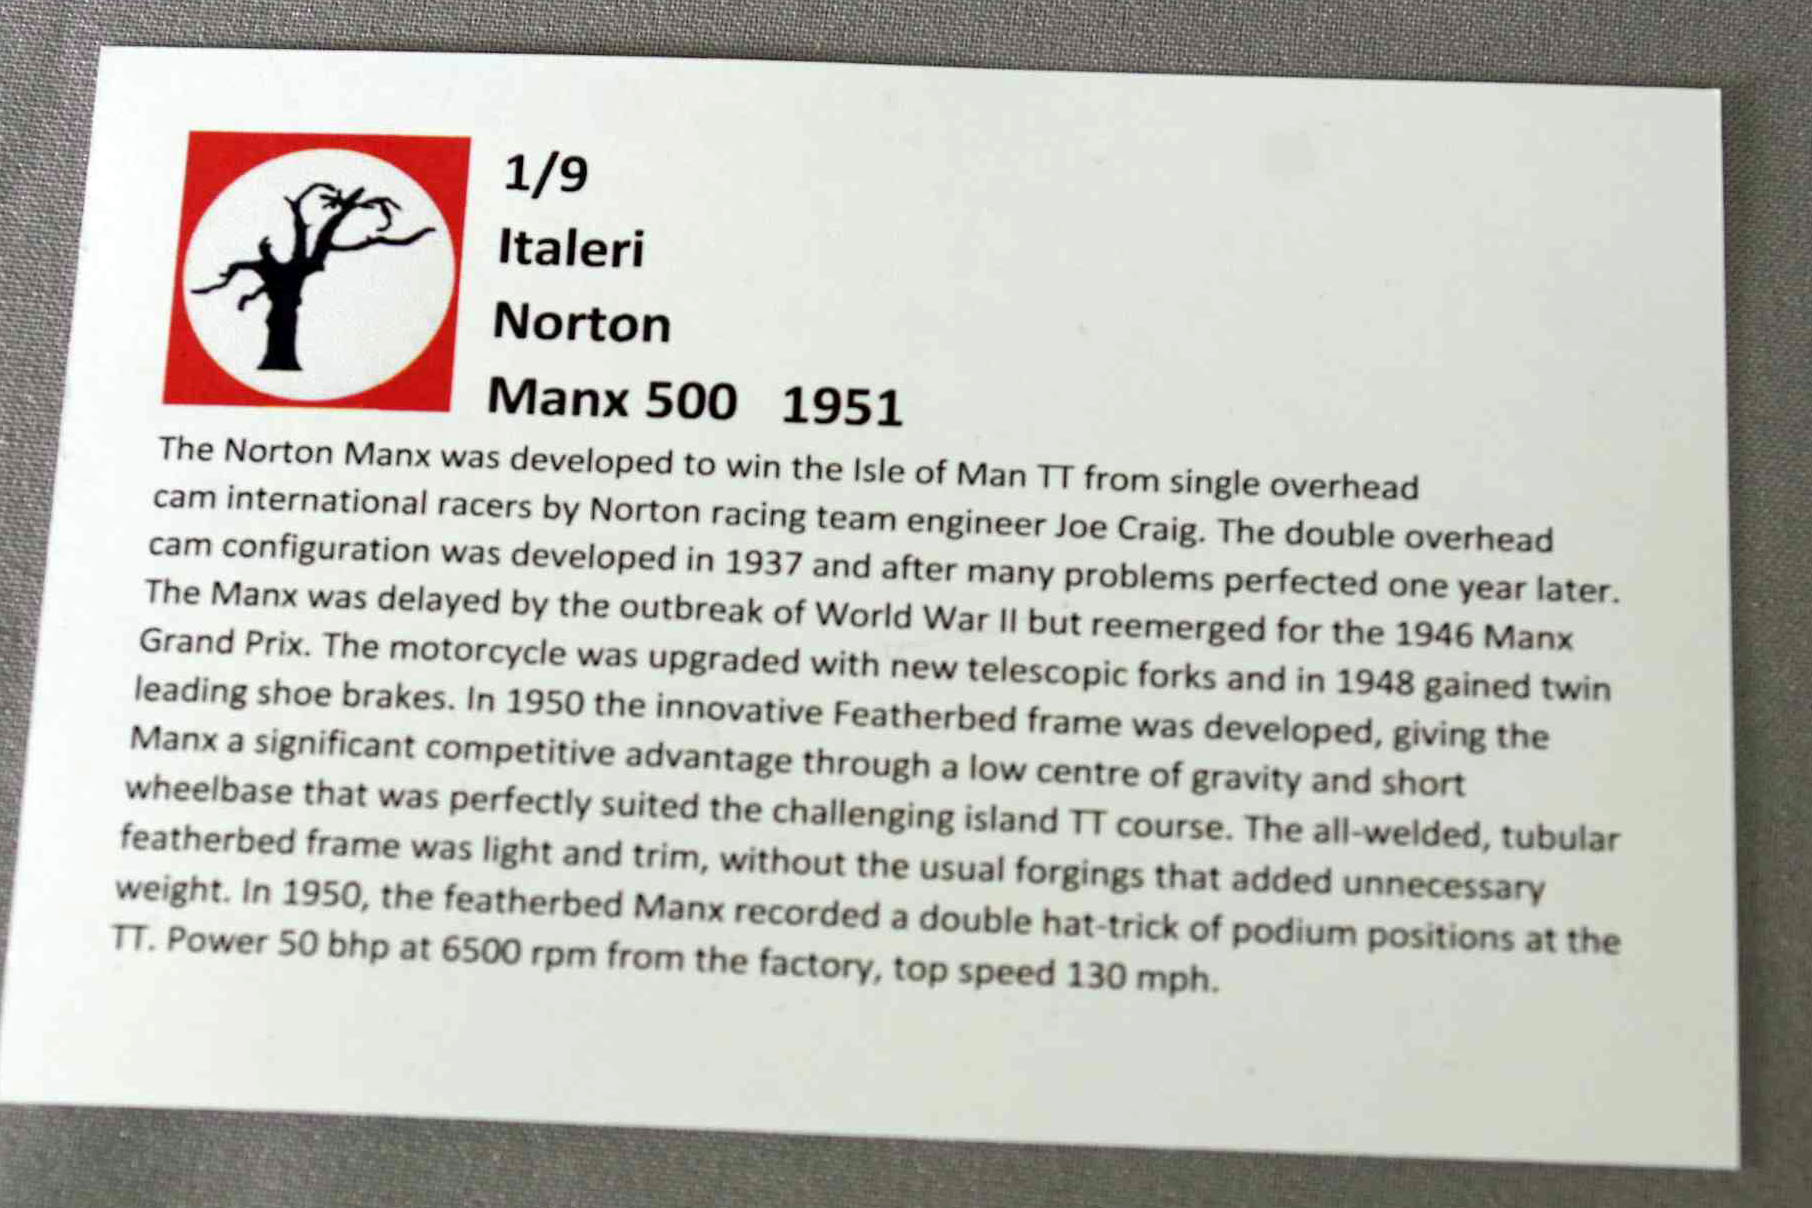 1/9
Italeri
Norton
Manx 500 1951
The Norton Manx was developed to win the Isle of Man TT from single overhead
cam international racers by Norton racing team engineer Joe Craig. The double overhead
cam configuration was developed in 1937 and after many problems perfected one year later.
The Manx was delayed by the outbreak of World War II but reemerged for the 1946 Manx
Grand Prix. The motorcycle was upgraded with new telescopic forks and in 1948 gained twin
leading shoe brakes. In 1950 the innovative Featherbed frame was developed, giving the
Manx a significant competitive advantage through a low centre of gravity and short
wheelbase that was perfectly suited the challenging island TT course. The all-welded, tubular
featherbed frame was light and trim, without the usual forgings that added unnecessary
weight. In 1950, the featherbed Manx recorded a double hat-trick of podium positions at the
TT. Power 50 bhp at 6500 rpm from the factory, top speed 130 mph.